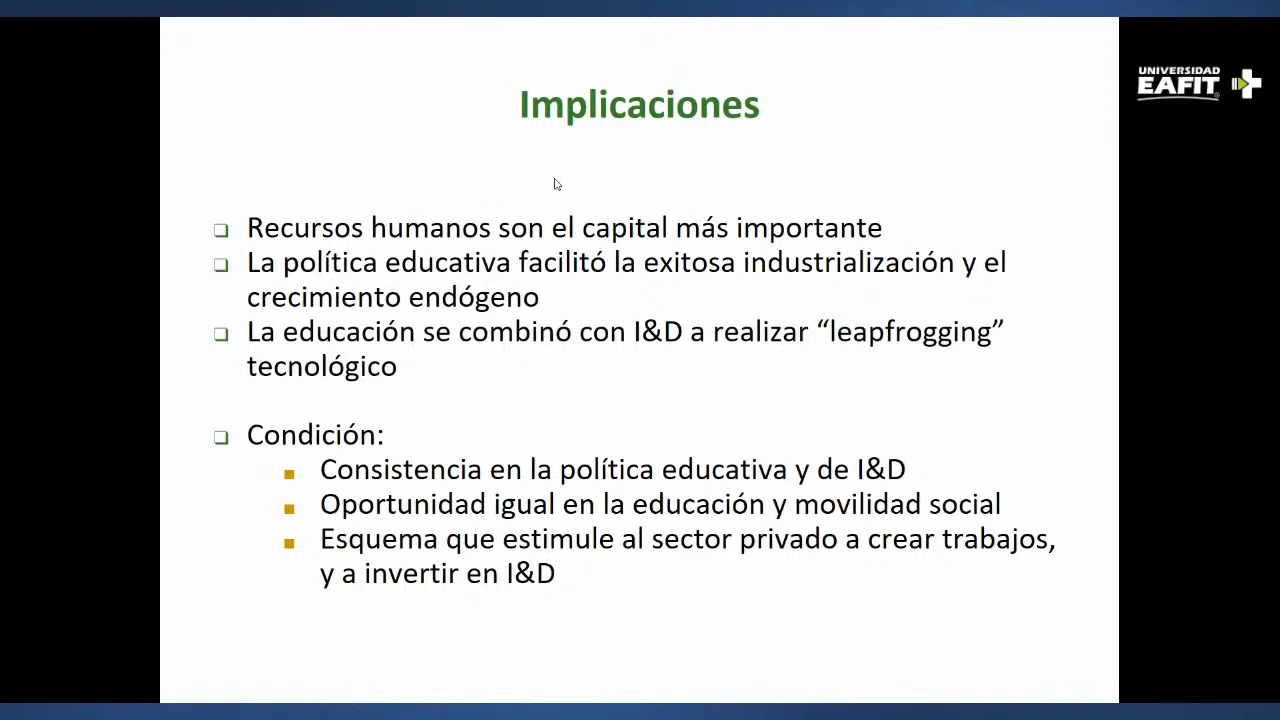 UNIVERSIDAD
EAFIT
Implicaciones
Recursos humanos son el capital más importante
La política educativa facilitó la exitosa industrialización y el
crecimiento endógeno
La educación se combinó con I&D a realizar “leapfrogging”
tecnológico
Condición:
Consistencia en la política educativa y de I&D
Oportunidad igual en la educación y movilidad social
Esquema que estimule al sector privado a crear trabajos,
y a invertir en I&D